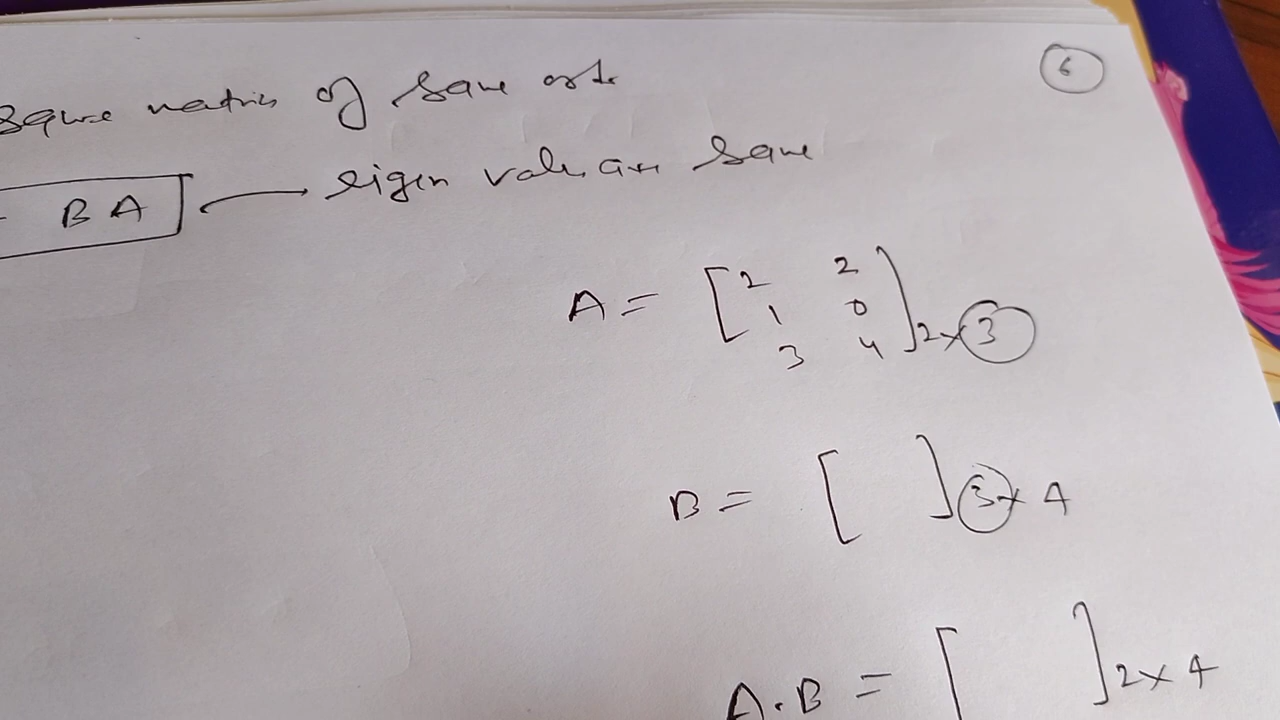 6
Square matrices of same order
BA → eigen values are same
A = [ 2 2
1 0
3 4 ] 2×3
B = [ ] 3×4
A.B = [ ] 2×4